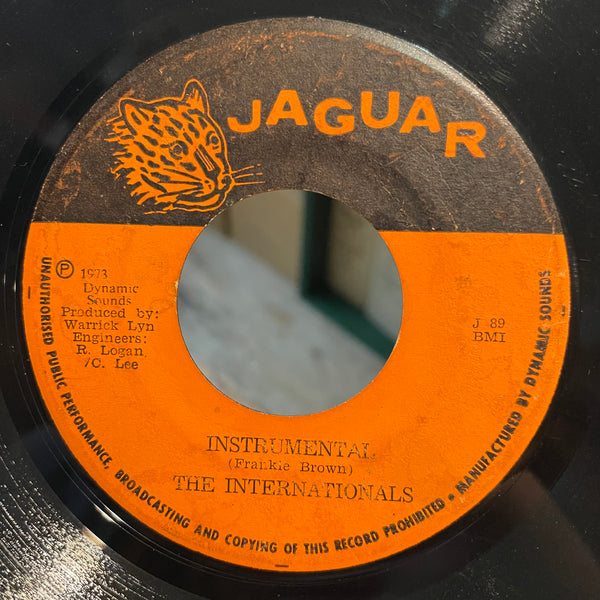 JAGUAR
℗ 1973
Dynamic
Sounds
Produced by:
Warrick Lyn
Engineers:
R. Logan
/C. Lee
J 89
BMI
INSTRUMENTAL
(Frankie Brown)
THE INTERNATIONALS
UNAUTHORISED PUBLIC PERFORMANCE, BROADCASTING AND COPYING OF THIS RECORD PROHIBITED • MANUFACTURED BY DYNAMIC SOUNDS